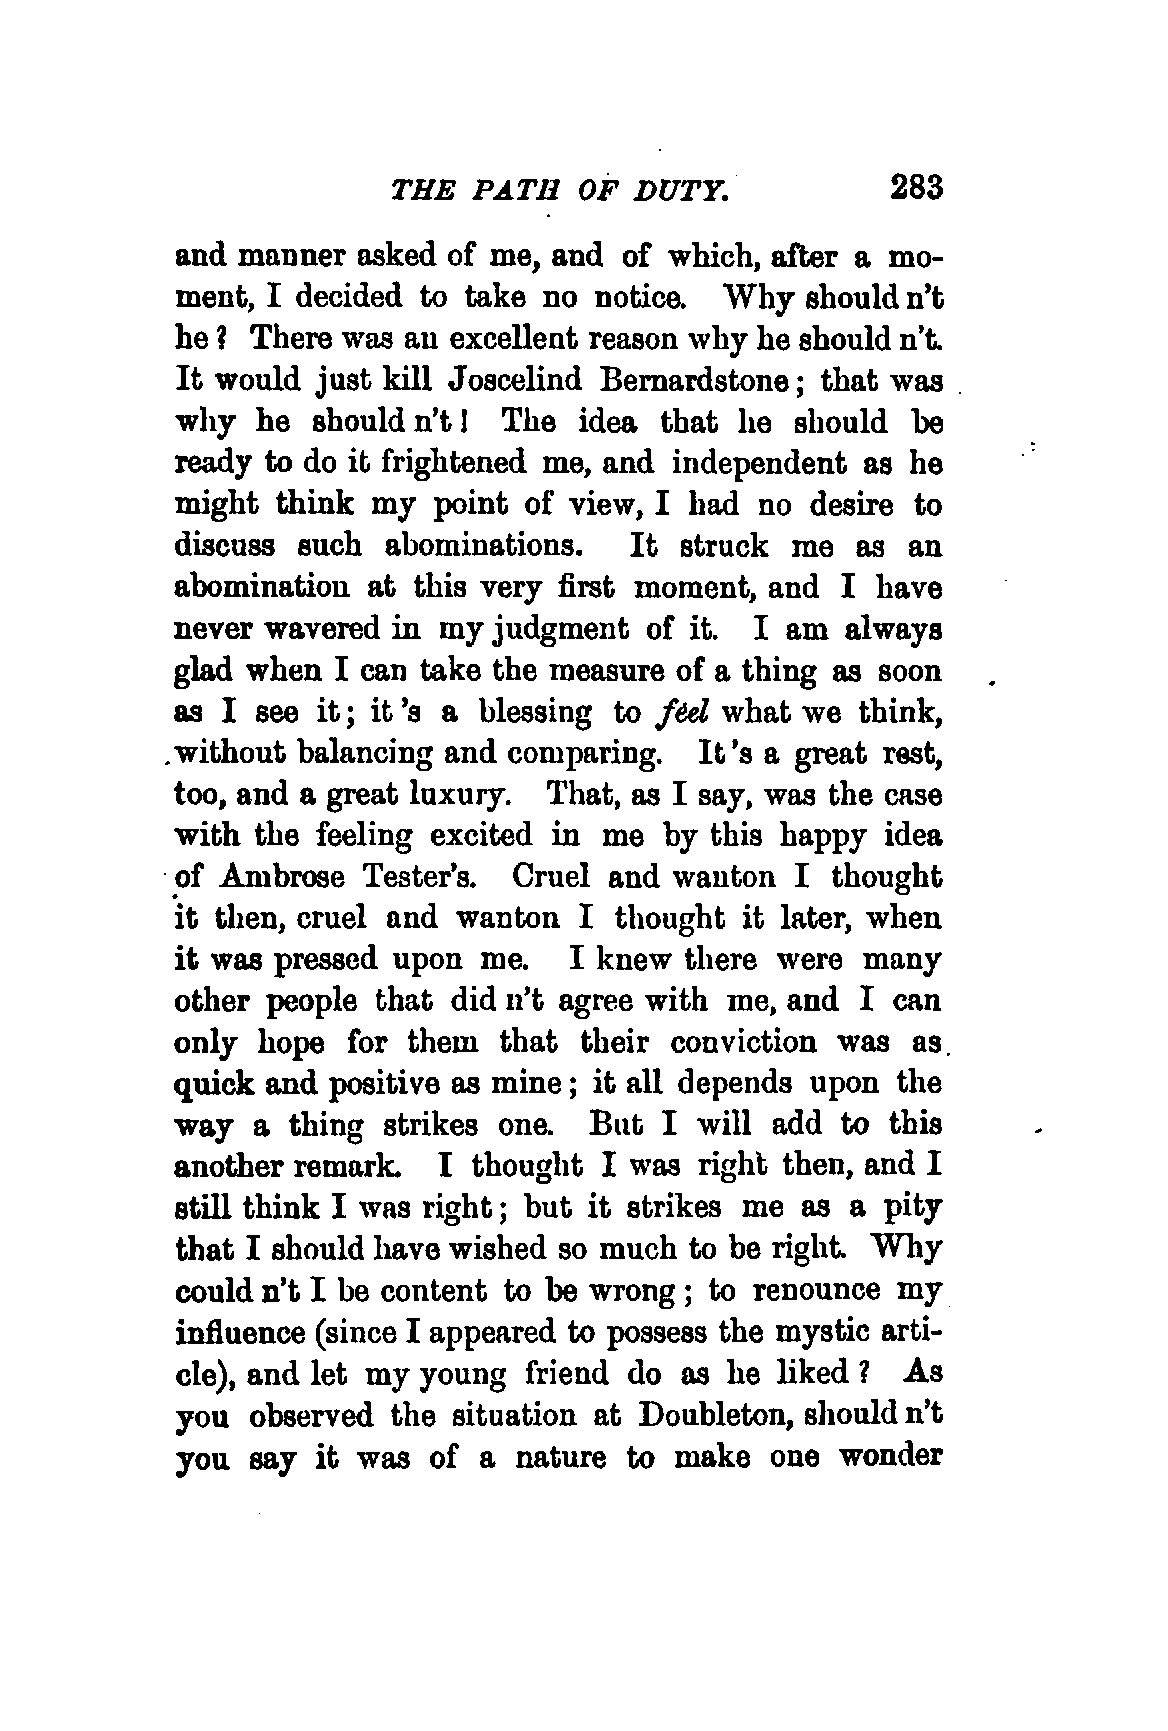 THE PATH OF DUTY. 283
and manner asked of me, and of which, after a mo-
ment, I decided to take no notice. Why should n't
he? There was an excellent reason why he should n't.
It would just kill Joscelind Bernardstone; that was
why he should n't! The idea that he should be
ready to do it frightened me, and independent as he
might think my point of view, I had no desire to
discuss such abominations. It struck me as an
abomination at this very first moment, and I have
never wavered in my judgment of it. I am always
glad when I can take the measure of a thing as soon
as I see it; it 's a blessing to feel what we think,
without balancing and comparing. It 's a great rest,
too, and a great luxury. That, as I say, was the case
with the feeling excited in me by this happy idea
of Ambrose Tester's. Cruel and wanton I thought
it then, cruel and wanton I thought it later, when
it was pressed upon me. I knew there were many
other people that did n't agree with me, and I can
only hope for them that their conviction was as
quick and positive as mine; it all depends upon the
way a thing strikes one. But I will add to this
another remark. I thought I was right then, and I
still think I was right; but it strikes me as a pity
that I should have wished so much to be right. Why
could n't I be content to be wrong; to renounce my
influence (since I appeared to possess the mystic arti-
cle), and let my young friend do as he liked? As
you observed the situation at Doubleton, should n't
you say it was of a nature to make one wonder